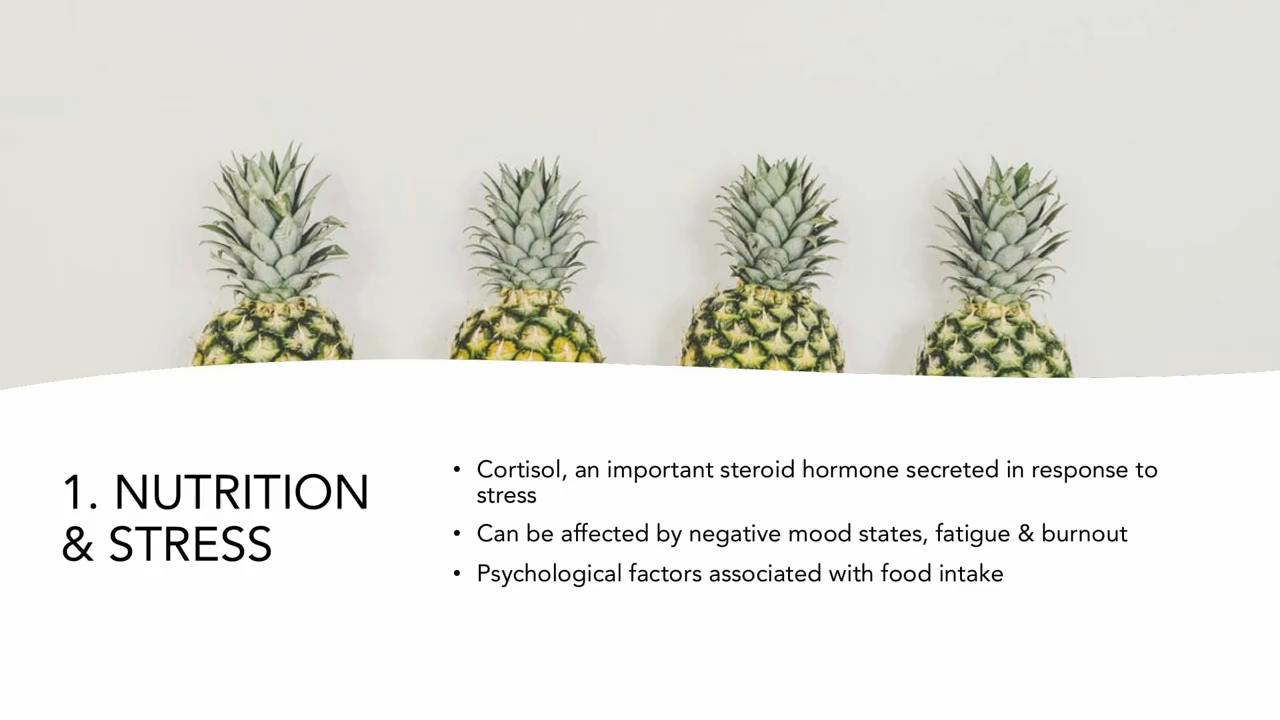 1. NUTRITION
& STRESS
• Cortisol, an important steroid hormone secreted in response to
stress
• Can be affected by negative mood states, fatigue & burnout
• Psychological factors associated with food intake